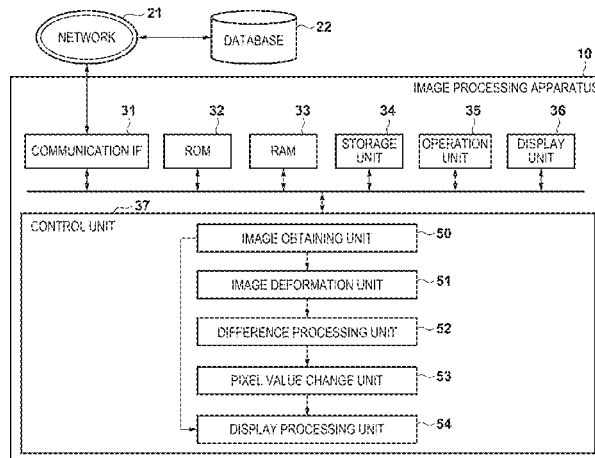 21
22
NETWORK
DATABASE
10
IMAGE PROCESSING APPARATUS
31
32
33
34
35
36
COMMUNICATION IF
ROM
RAM
STORAGE
UNIT
OPERATION
UNIT
DISPLAY
UNIT
37
CONTROL UNIT
IMAGE OBTAINING UNIT
50
IMAGE DEFORMATION UNIT
51
DIFFERENCE PROCESSING UNIT
52
PIXEL VALUE CHANGE UNIT
53
DISPLAY PROCESSING UNIT
54